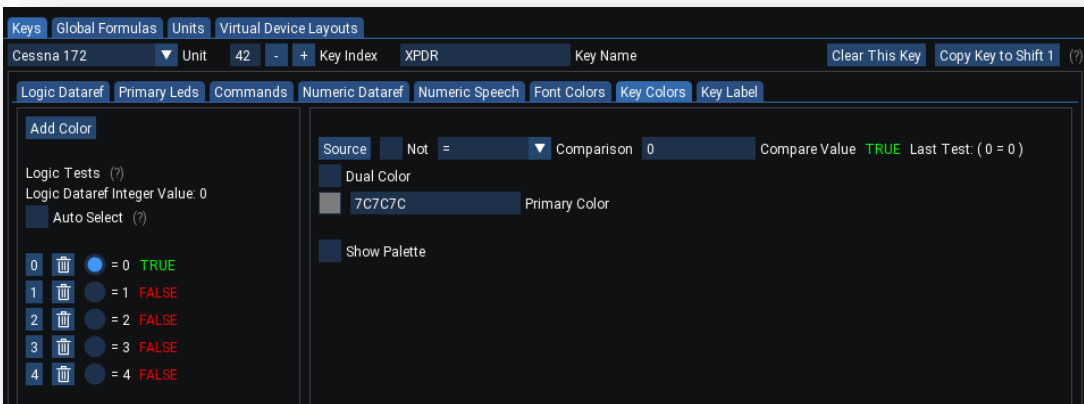 Keys Global Formulas Units Virtual Device Layouts
Cessna 172 Unit 42 - + Key Index XPDR Key Name Clear This Key Copy Key to Shift 1 (?)
Logic Dataref Primary Leds Commands Numeric Dataref Numeric Speech Font Colors Key Colors Key Label
Add Color
Logic Tests (?)
Logic Dataref Integer Value: 0
Auto Select (?)
0 = 0 TRUE
1 = 1 FALSE
2 = 2 FALSE
3 = 3 FALSE
4 = 4 FALSE
Source Not = Comparison 0 Compare Value TRUE Last Test: ( 0 = 0 )
Dual Color
7C7C7C Primary Color
Show Palette